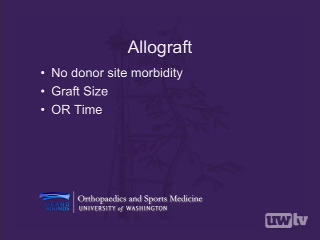 Allograft
• No donor site morbidity
• Graft Size
• OR Time
Orthopaedics and Sports Medicine
UNIVERSITY of WASHINGTON
uwtv